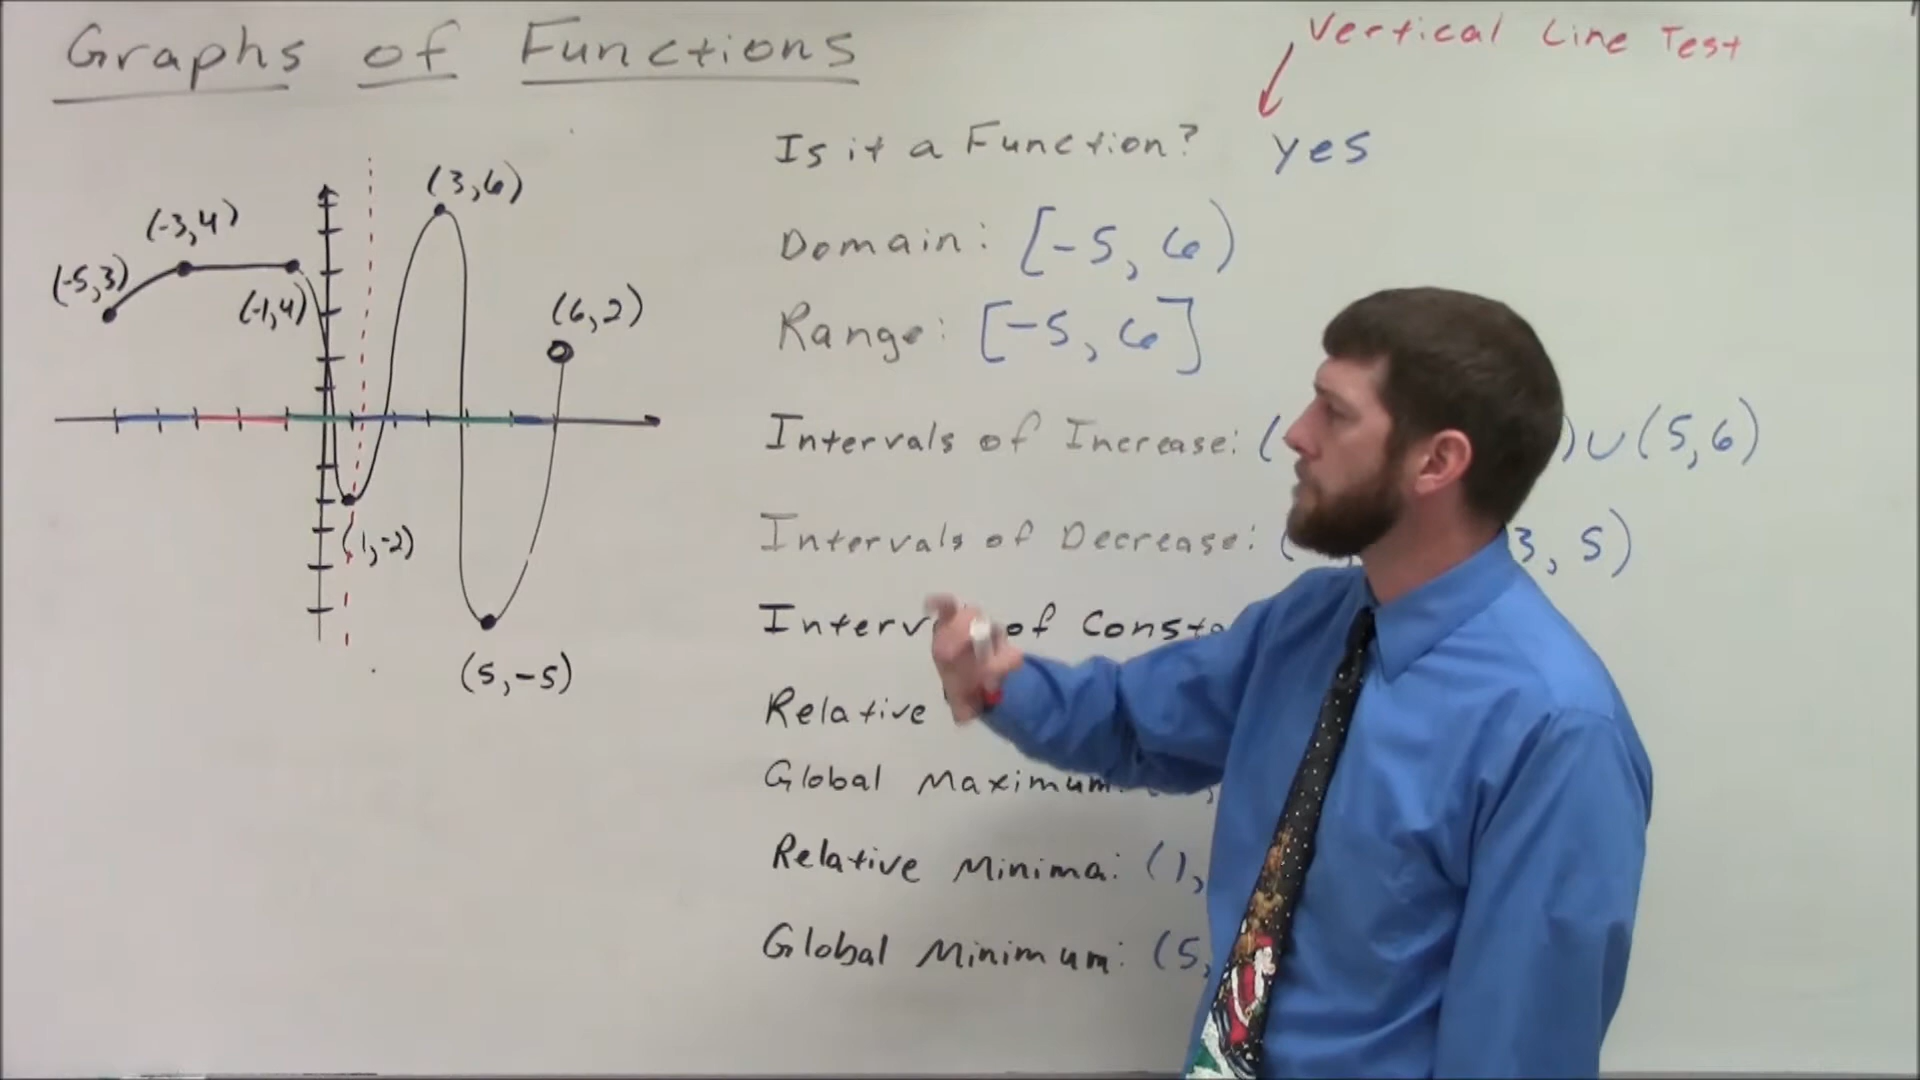 Graphs of Functions
Vertical Line Test
Is it a Function? yes
Domain: [-5, 6)
Range: [-5, 6]
Intervals of Increase: ( )∪(5,6)
Intervals of Decrease: ( 3, 5)
of
Relative
Global Maximum:
Relative Minima: (1,
Global Minimum: (5,
(3,6)
(-3,4)
(-5,3)
(-1,4)
(6,2)
(1,-2)
(5,-5)